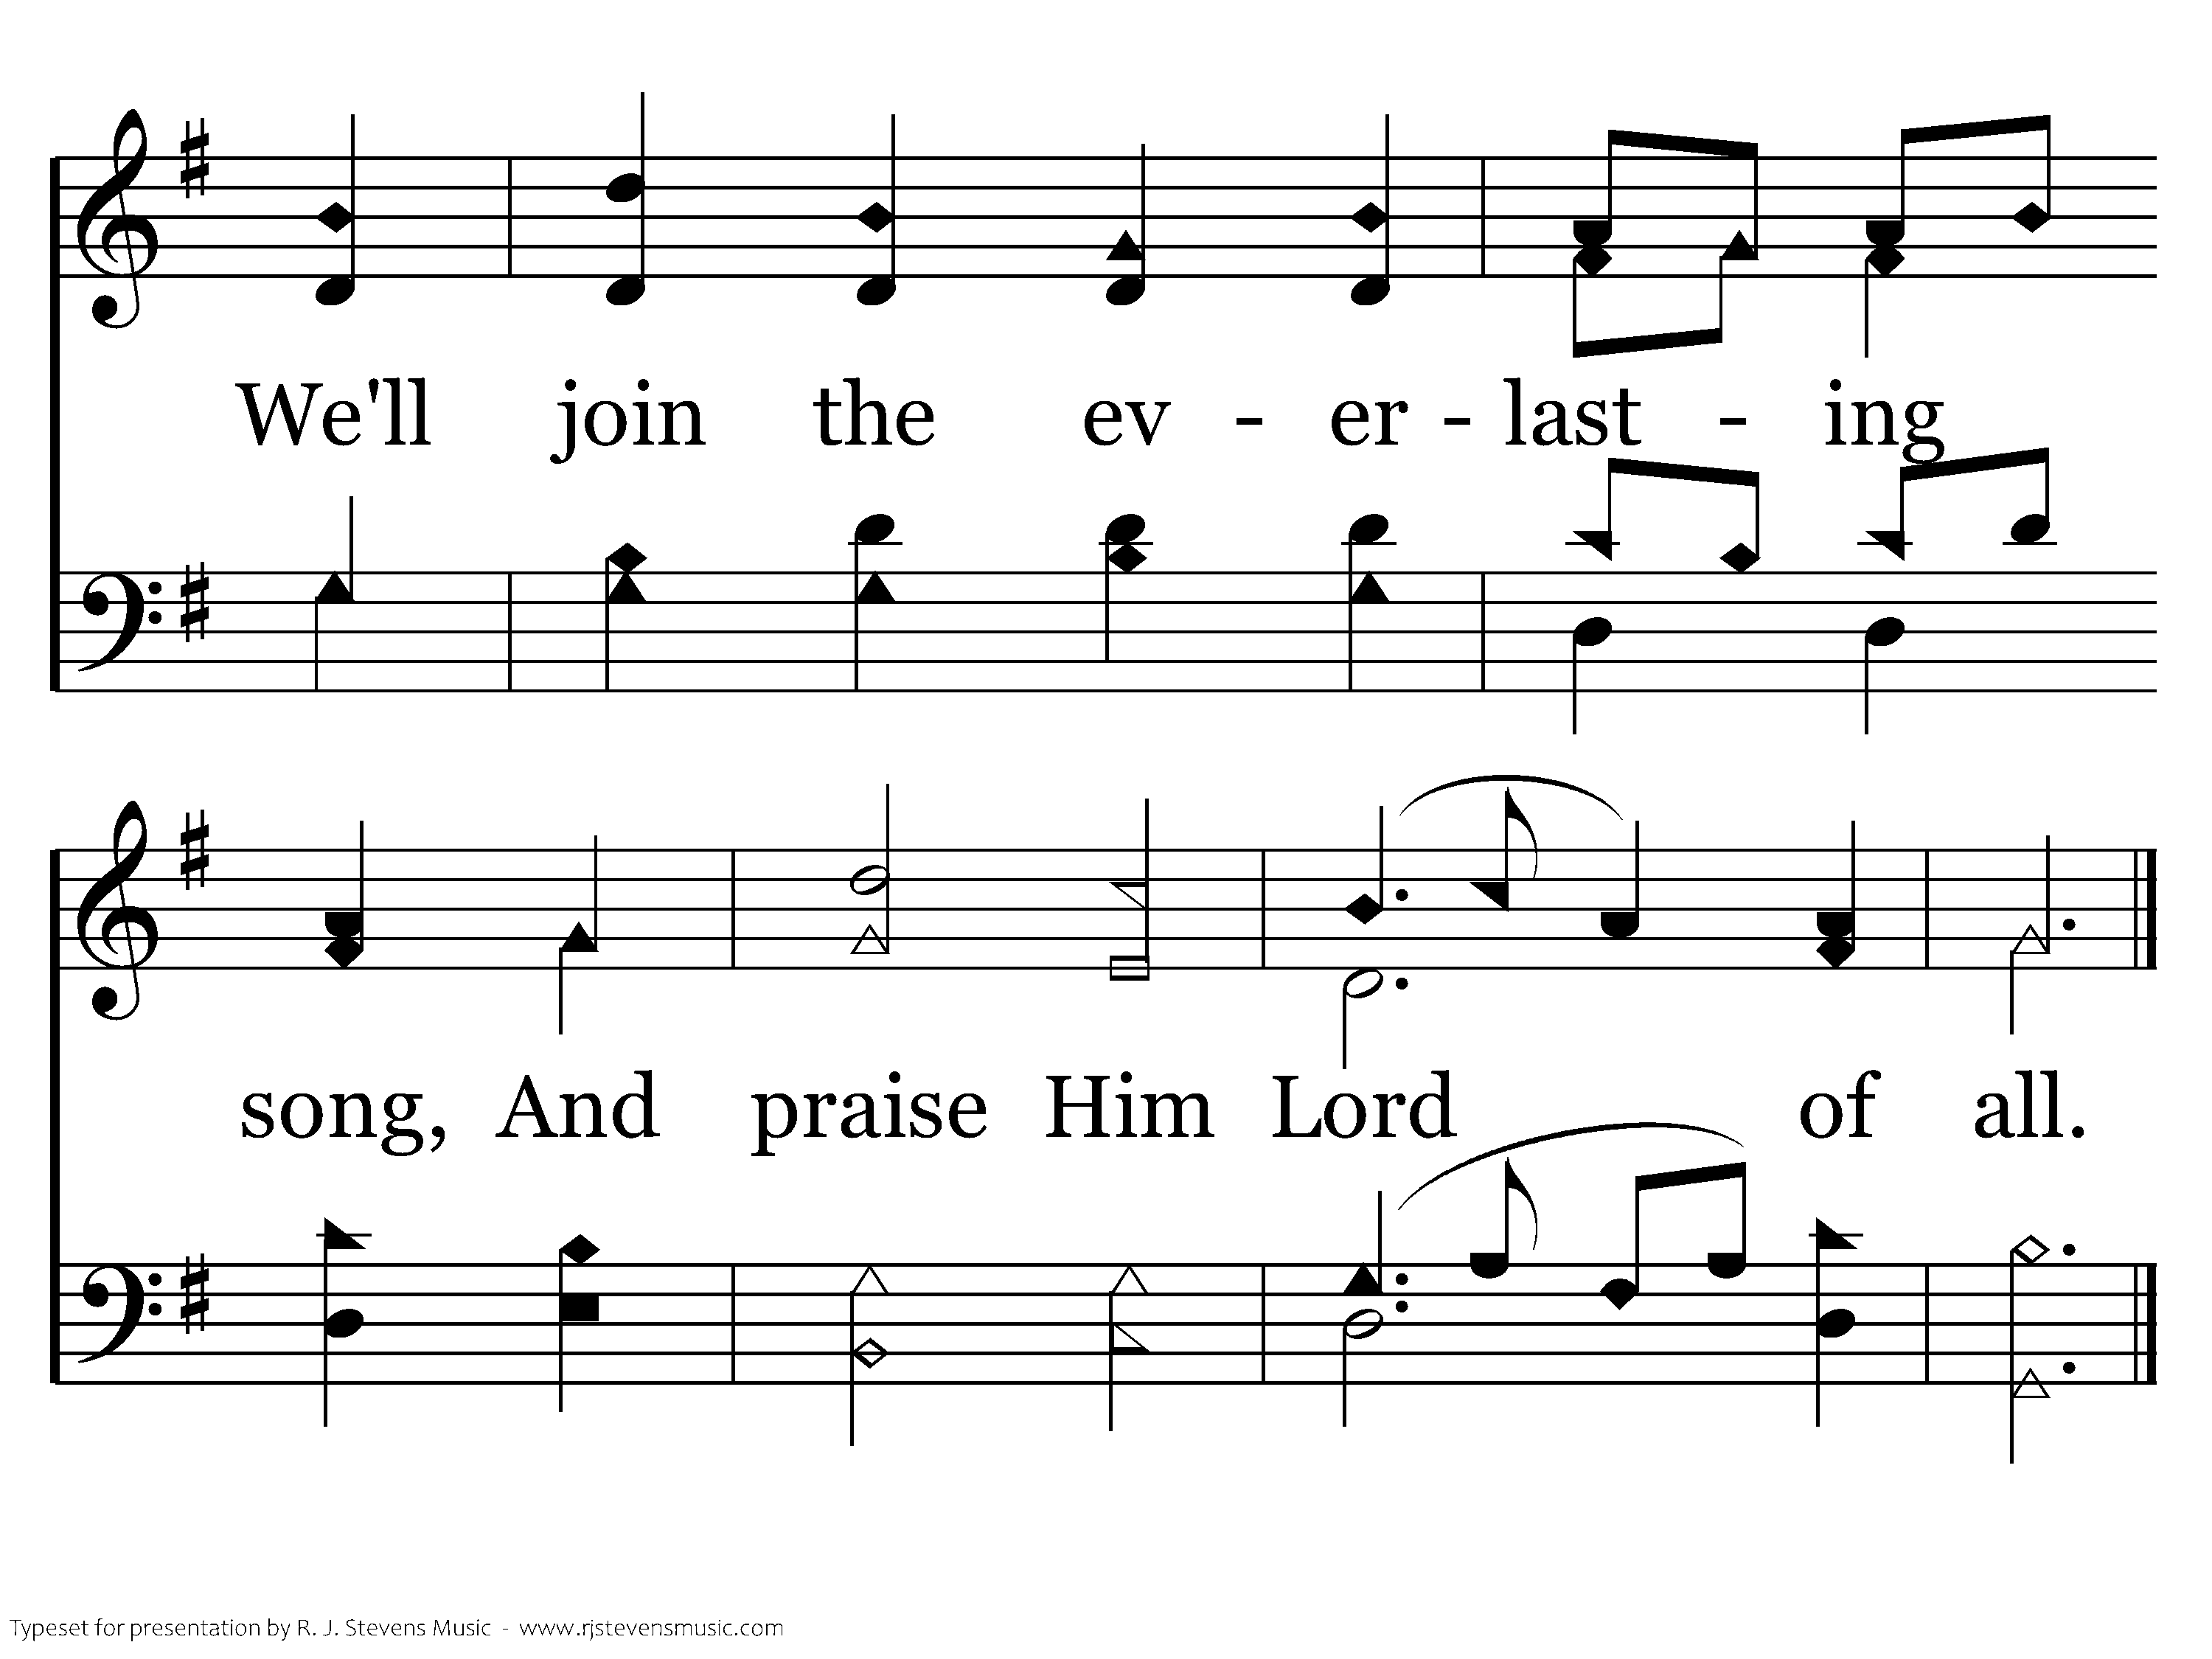 We'll join the ev - er - last - ing
song, And praise Him Lord of all.
Typeset for presentation by R. J. Stevens Music - www.rjstevensmusic.com